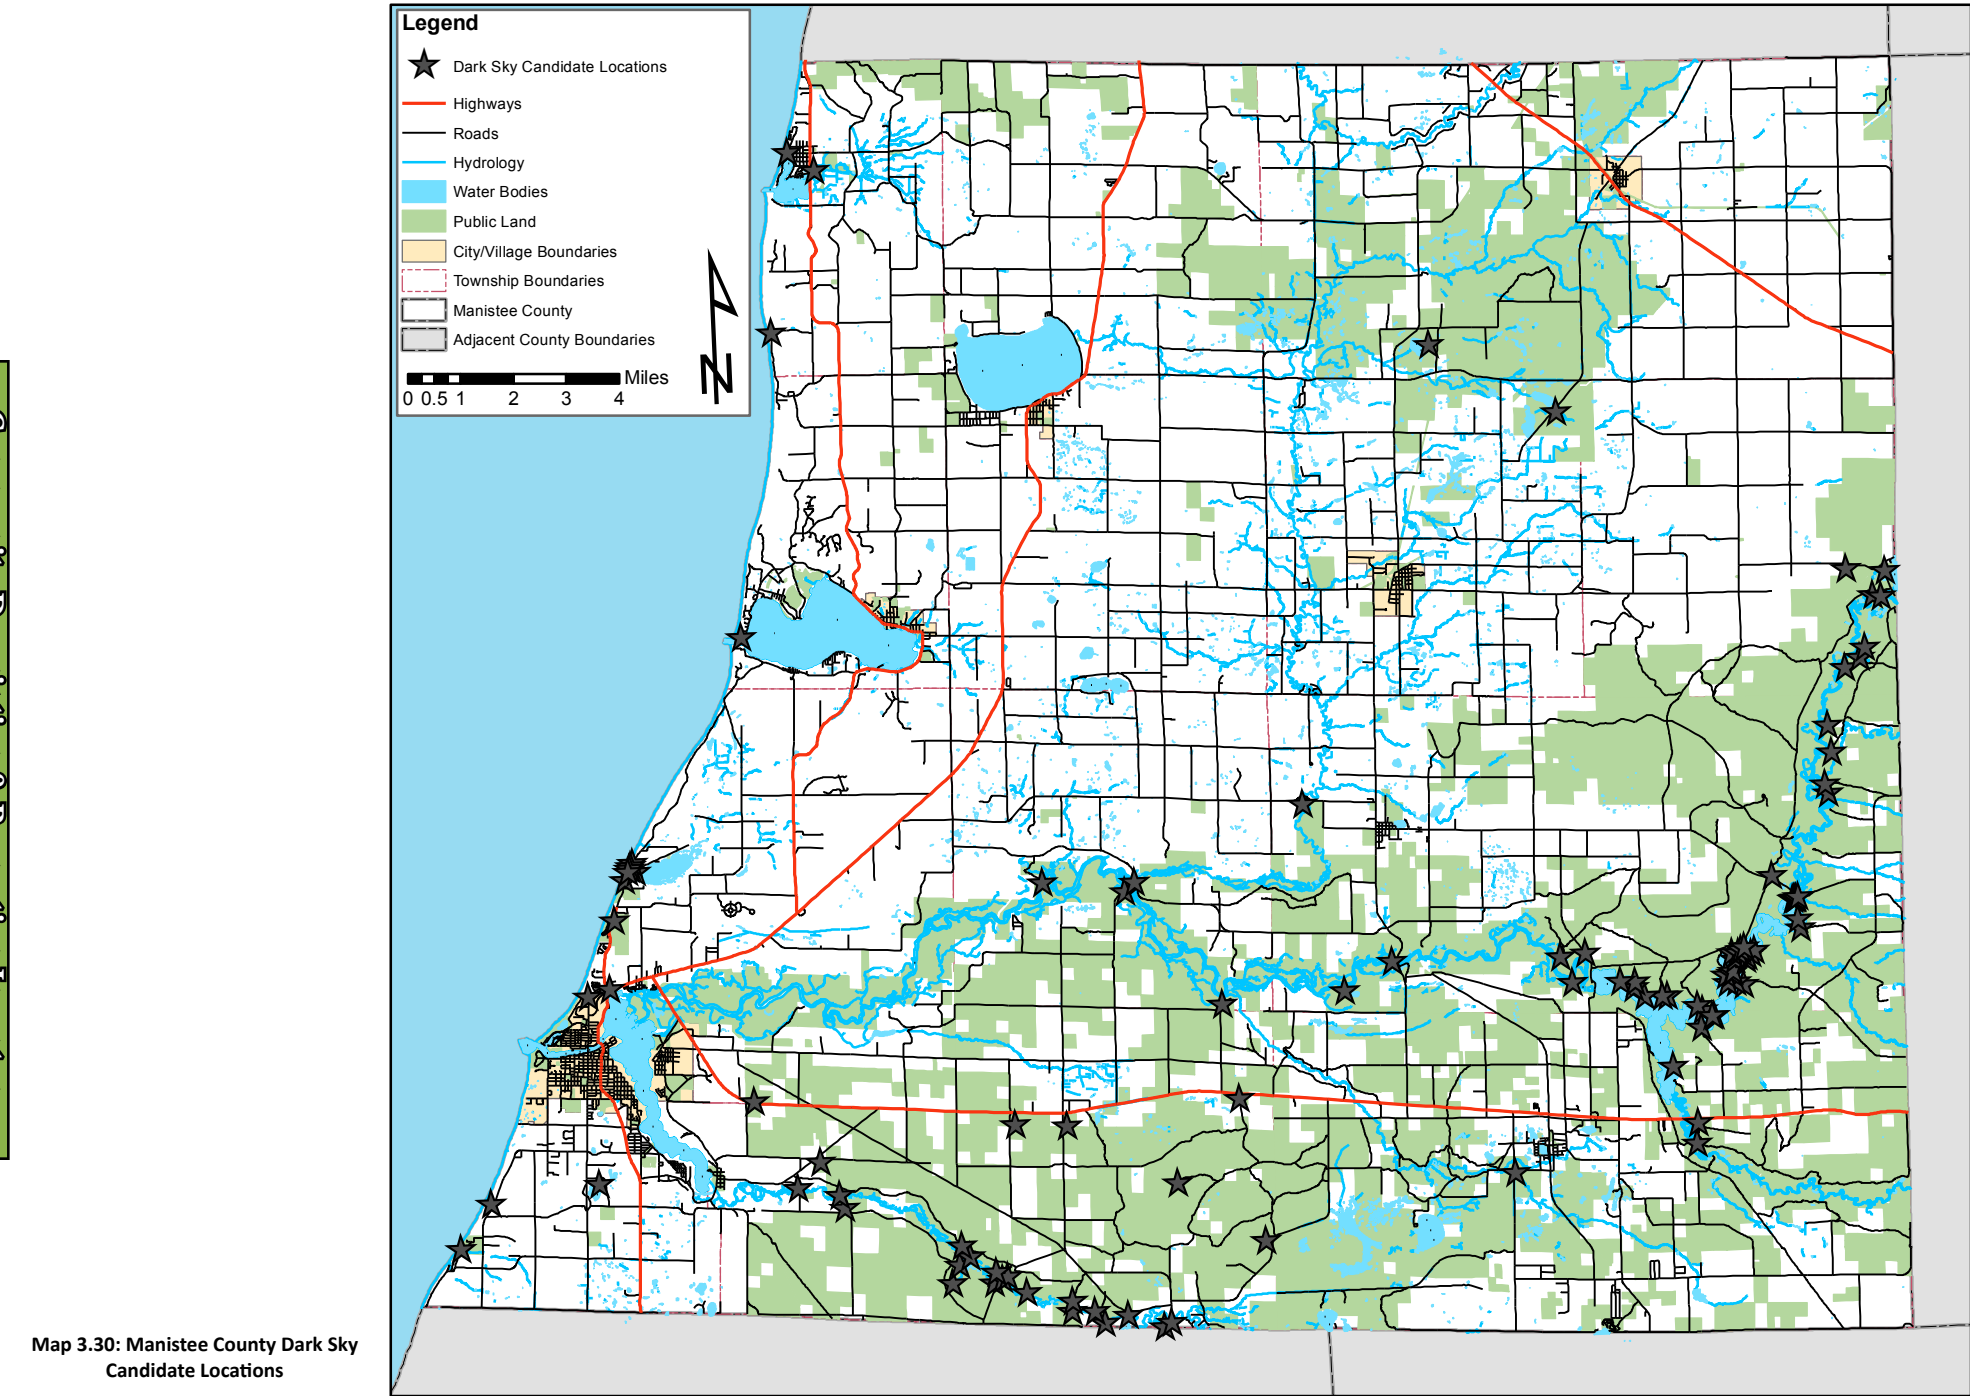 Legend
Dark Sky Candidate Locations
Highways
Roads
Hydrology
Water Bodies
Public Land
City/Village Boundaries
Township Boundaries
Manistee County
Adjacent County Boundaries
Miles
0 0.5 1 2 3 4
N
Map 3.30: Manistee County Dark Sky
Candidate Locations